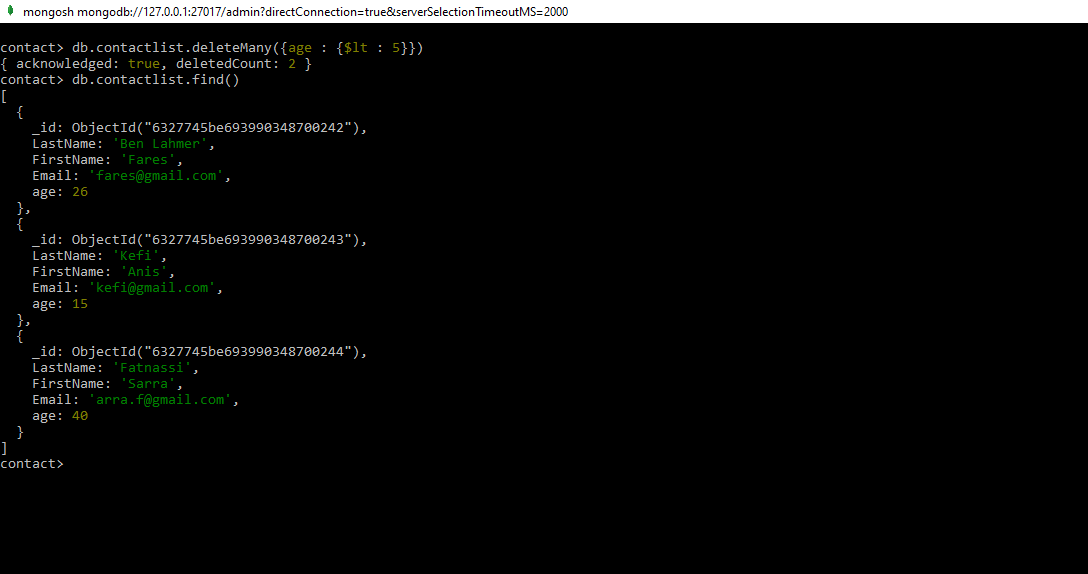 mongosh mongodb://127.0.0.1:27017/admin?directConnection=true&serverSelectionTimeoutMS=2000
contact> db.contactlist.deleteMany({age : {$lt : 5}})
{ acknowledged: true, deletedCount: 2 }
contact> db.contactlist.find()
[
  {
    _id: ObjectId("6327745be693990348700242"),
    LastName: 'Ben Lahmer',
    FirstName: 'Fares',
    Email: 'fares@gmail.com',
    age: 26
  },
  {
    _id: ObjectId("6327745be693990348700243"),
    LastName: 'Kefi',
    FirstName: 'Anis',
    Email: 'kefi@gmail.com',
    age: 15
  },
  {
    _id: ObjectId("6327745be693990348700244"),
    LastName: 'Fatnassi',
    FirstName: 'Sarra',
    Email: 'arra.f@gmail.com',
    age: 40
  }
]
contact>